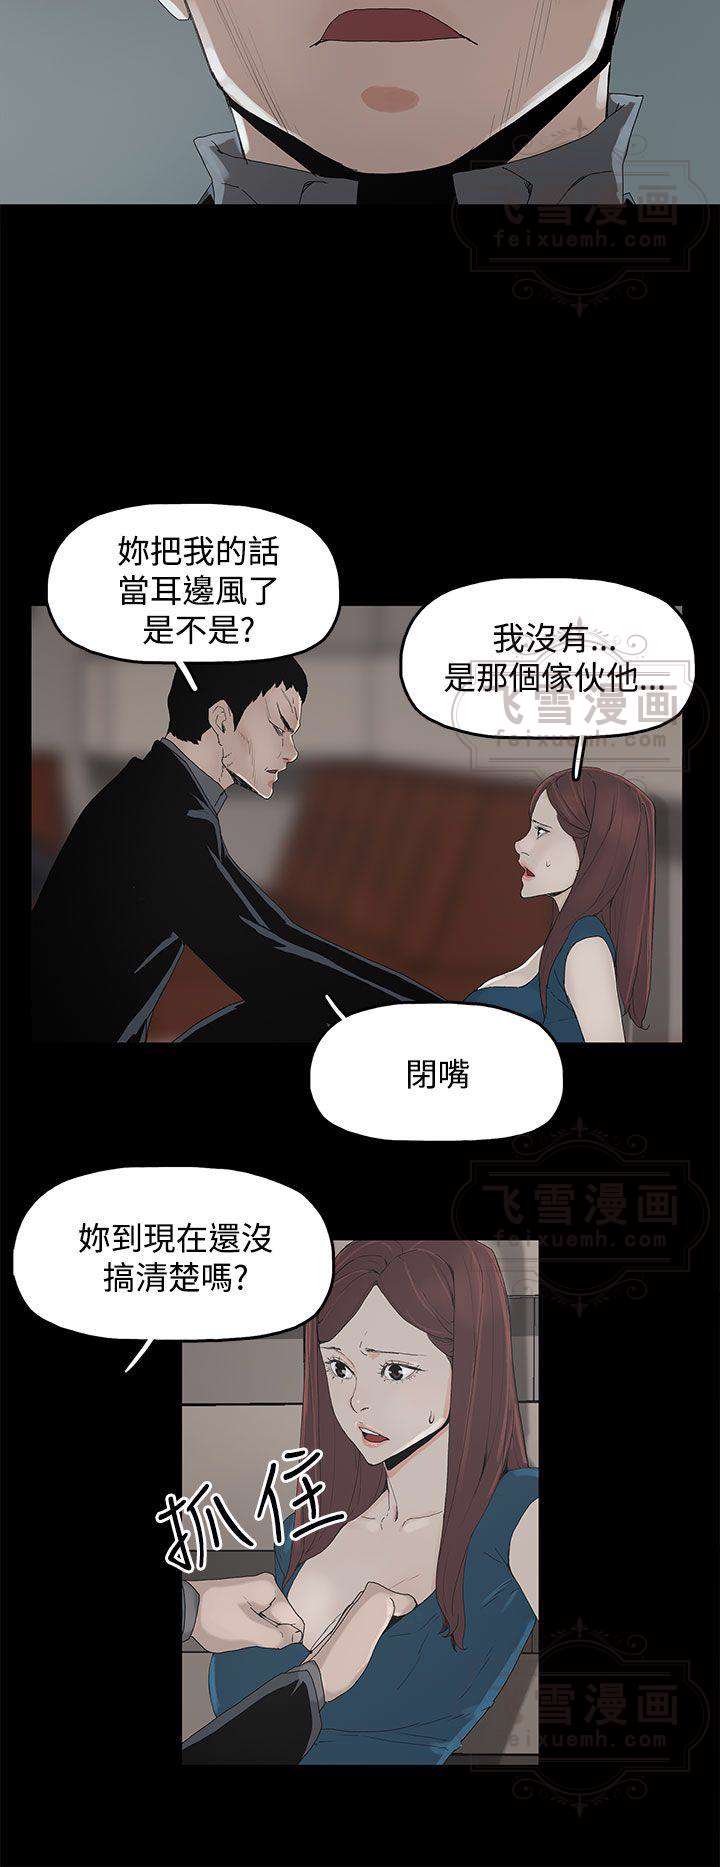 飞雪漫画
feixuemh.com
妳把我的話
當耳邊風了
是不是?
我沒有...
是那個傢伙他...
飞雪漫画
feixuemh.com
閉嘴
飞雪漫画
feixuemh.com
妳到現在還沒
搞清楚嗎?
抓住
飞雪漫画
feixuemh.com